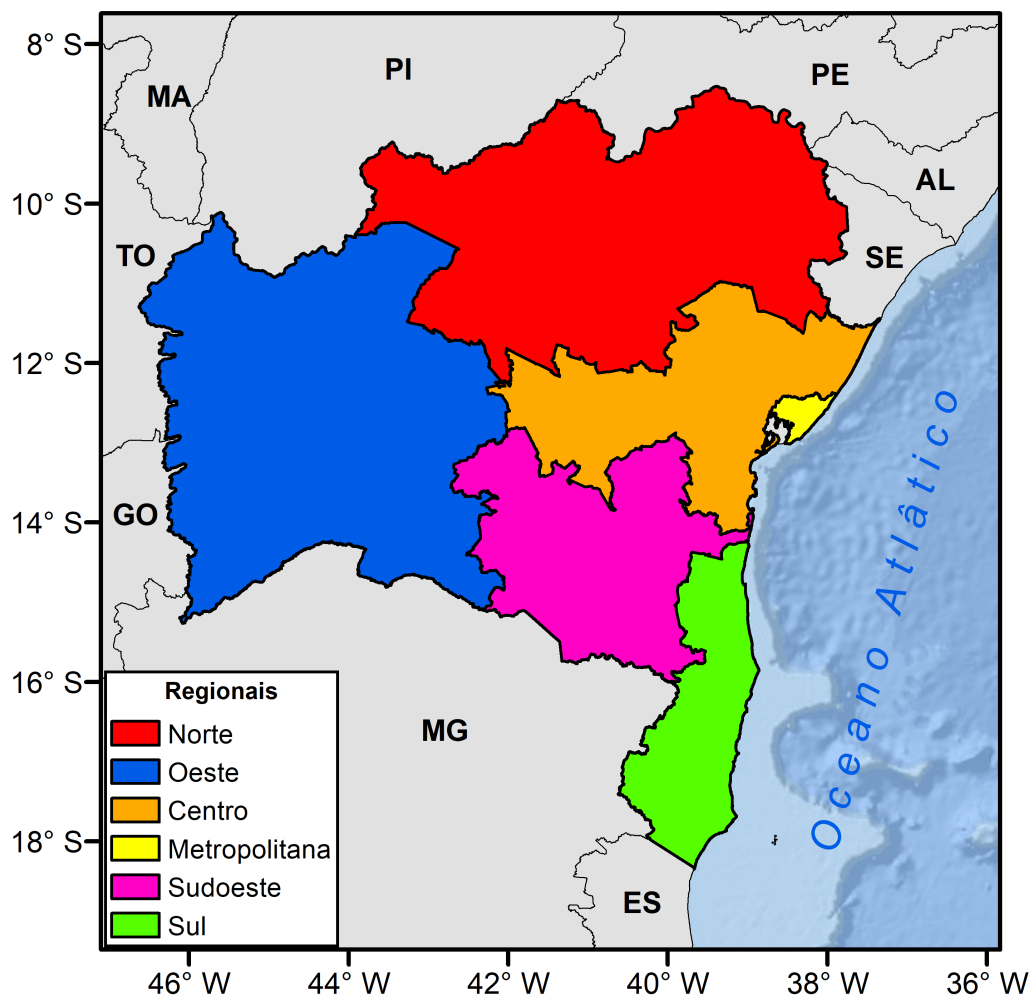 8° S
10° S
12° S
14° S
16° S
18° S
MA
PI
PE
AL
TO
SE
GO
MG
ES
Oceano Atlâtico
Regionais
Norte
Oeste
Centro
Metropolitana
Sudoeste
Sul
46° W
44° W
42° W
40° W
38° W
36° W